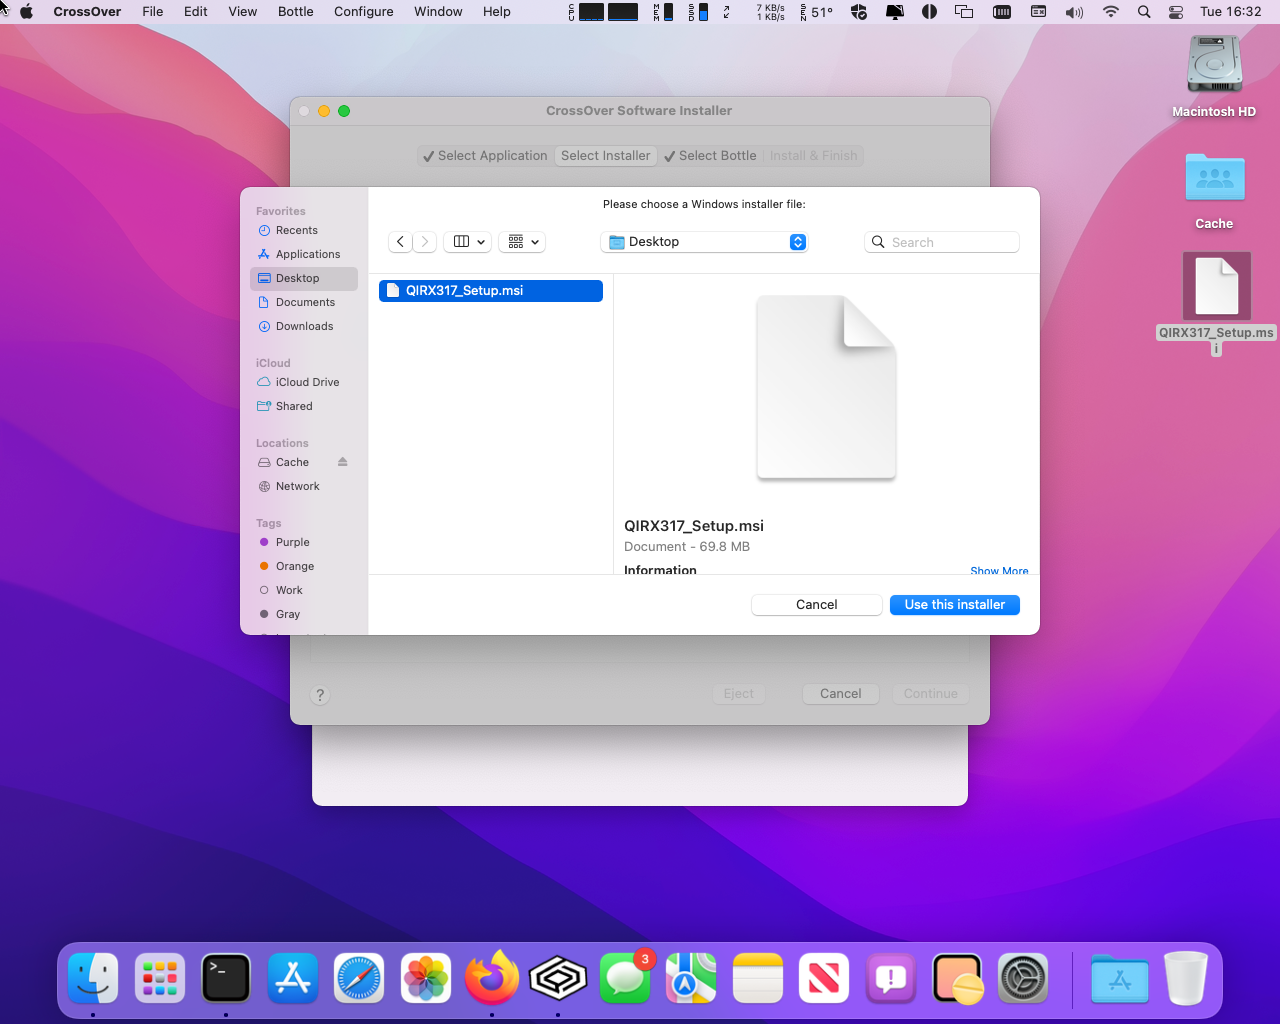 CrossOver File Edit View Bottle Configure Window Help CPU MEM SSD 7 KB/s 1 KB/s SEN 51° Tue 16:32
Macintosh HD
Cache
QIRX317_Setup.ms
i
CrossOver Software Installer
✓ Select Application Select Installer ✓ Select Bottle Install & Finish
Please choose a Windows installer file:
Desktop
Search
Favorites
Recents
Applications
Desktop
Documents
Downloads
iCloud
iCloud Drive
Shared
Locations
Cache
Network
Tags
Purple
Orange
Work
Gray
QIRX317_Setup.msi
QIRX317_Setup.msi
Document - 69.8 MB
Information Show More
Cancel Use this installer
? Eject Cancel Continue
3